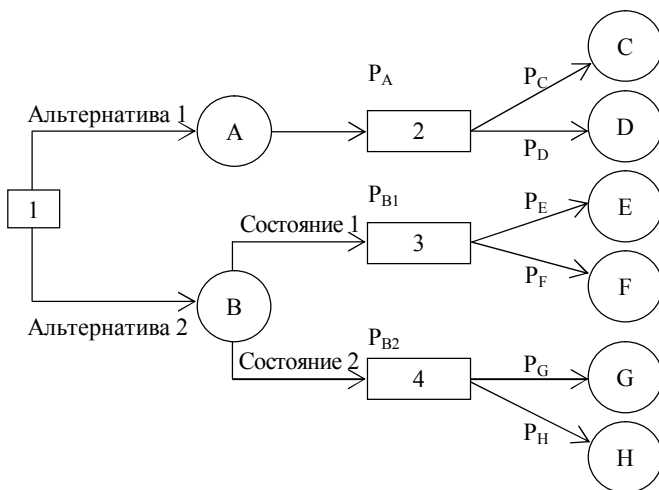 C
P_A
P_C
Альтернатива 1
A
2
D
P_D
1
P_B1
P_E
E
Состояние 1
3
B
P_F
F
Альтернатива 2
P_B2
Состояние 2
4
P_G
G
P_H
H